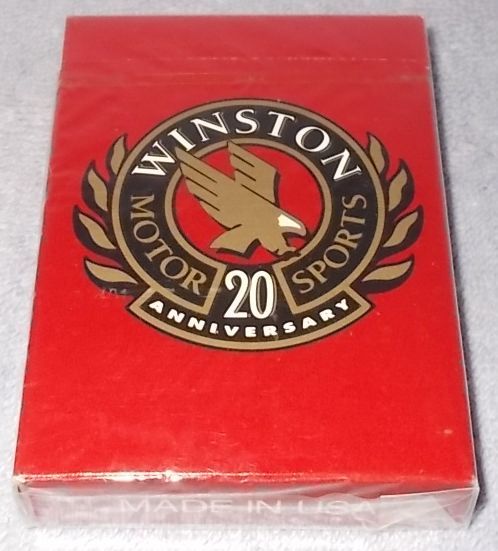 WINSTON
MOTOR SPORTS
20
ANNIVERSARY
MADE IN USA